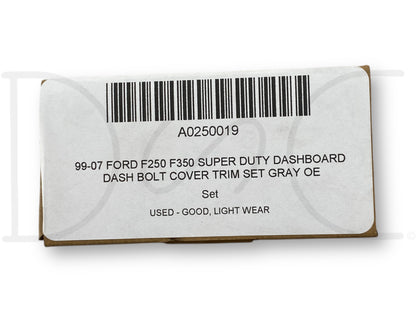 A0250019
99-07 FORD F250 F350 SUPER DUTY DASHBOARD
DASH BOLT COVER TRIM SET GRAY OE
Set
USED - GOOD, LIGHT WEAR